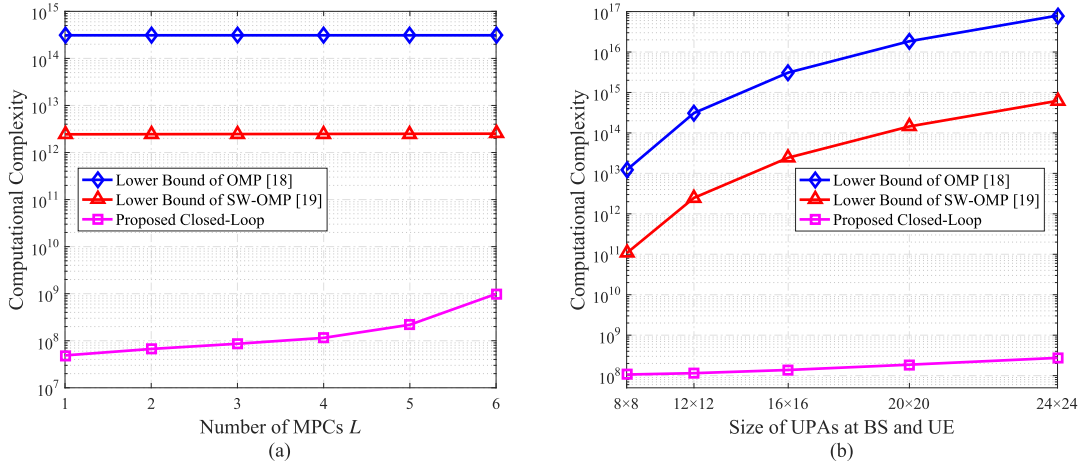 10^15
10^14
10^13
10^12
10^11
10^10
10^9
10^8
10^7
Computational Complexity
Lower Bound of OMP [18]
Lower Bound of SW-OMP [19]
Proposed Closed-Loop
1 2 3 4 5 6
Number of MPCs L
(a)
10^17
10^16
10^15
10^14
10^13
10^12
10^11
10^10
10^9
10^8
Computational Complexity
Lower Bound of OMP [18]
Lower Bound of SW-OMP [19]
Proposed Closed-Loop
8×8 12×12 16×16 20×20 24×24
Size of UPAs at BS and UE
(b)